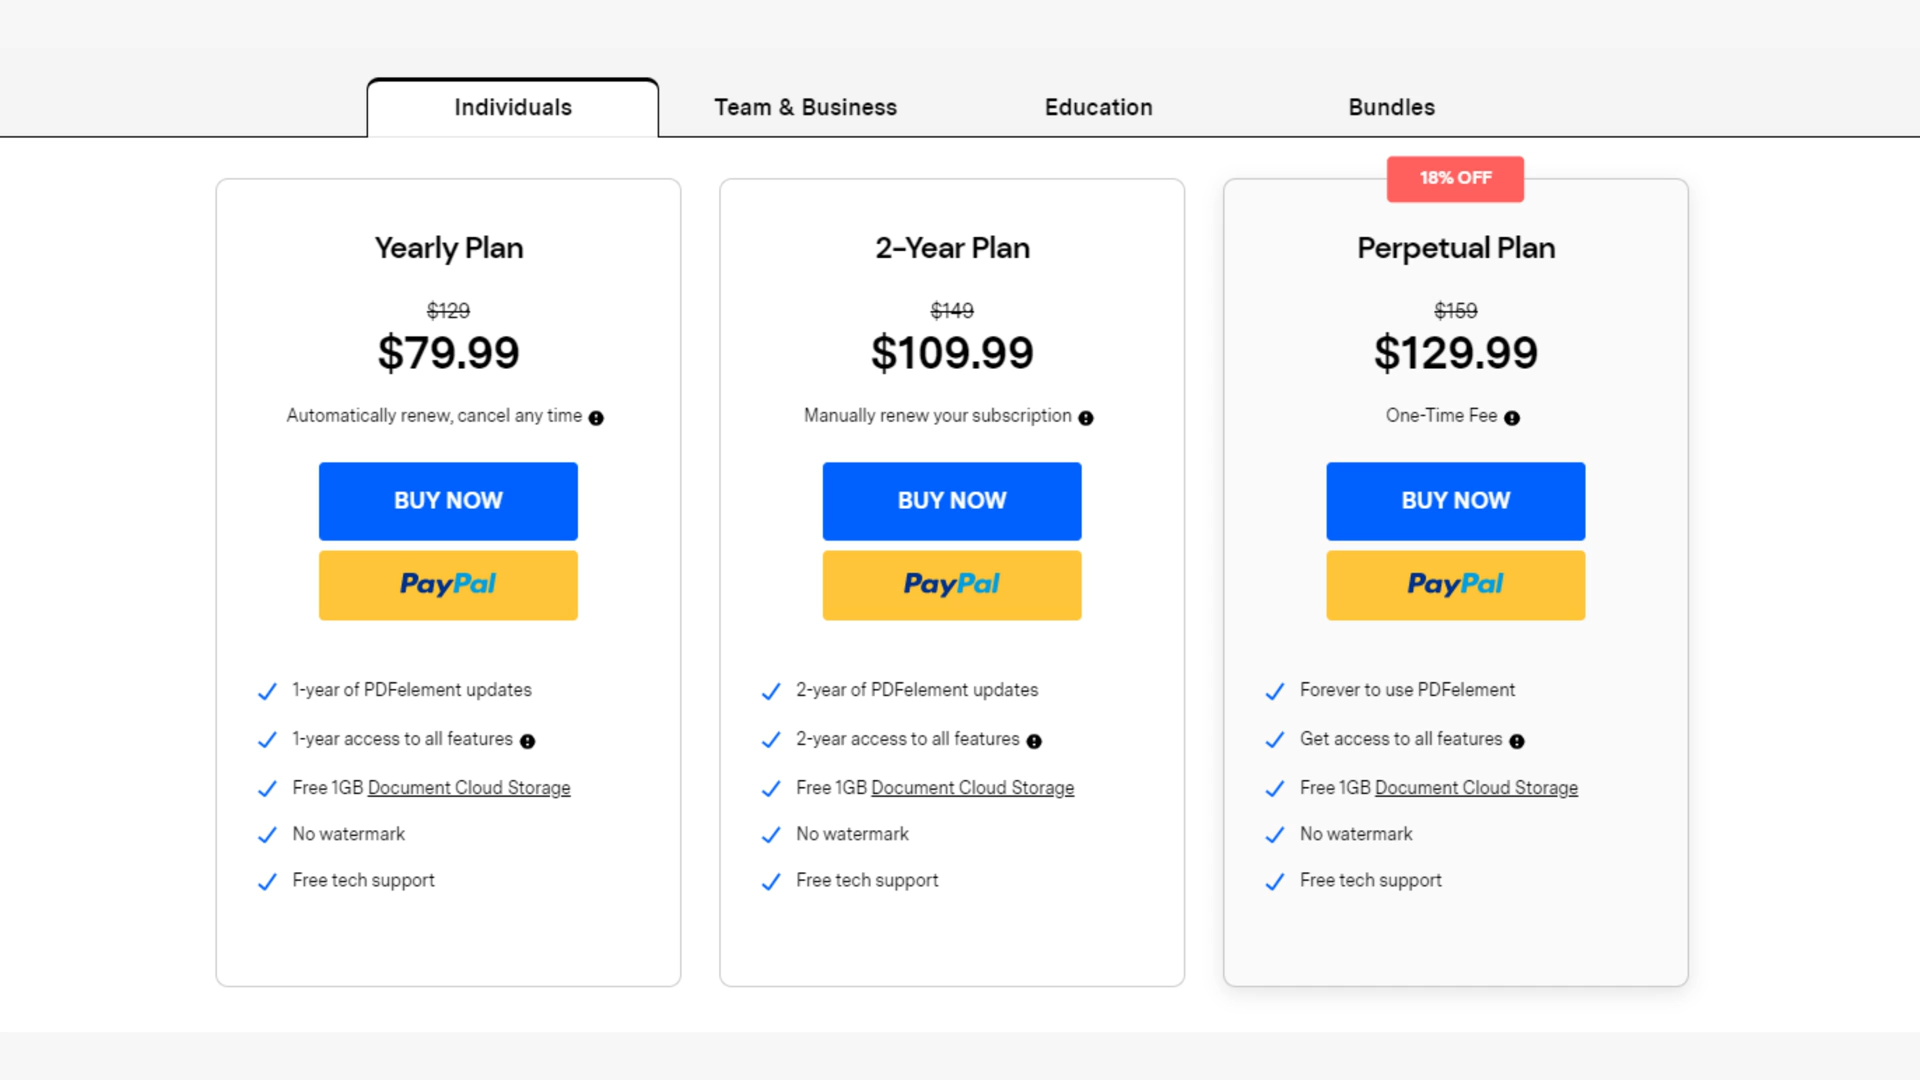 Individuals
Team & Business
Education
Bundles
Yearly Plan
$129
$79.99
Automatically renew, cancel any time
BUY NOW
PayPal
1-year of PDFelement updates
1-year access to all features
Free 1GB Document Cloud Storage
No watermark
Free tech support
2-Year Plan
$149
$109.99
Manually renew your subscription
BUY NOW
PayPal
2-year of PDFelement updates
2-year access to all features
Free 1GB Document Cloud Storage
No watermark
Free tech support
18% OFF
Perpetual Plan
$159
$129.99
One-Time Fee
BUY NOW
PayPal
Forever to use PDFelement
Get access to all features
Free 1GB Document Cloud Storage
No watermark
Free tech support